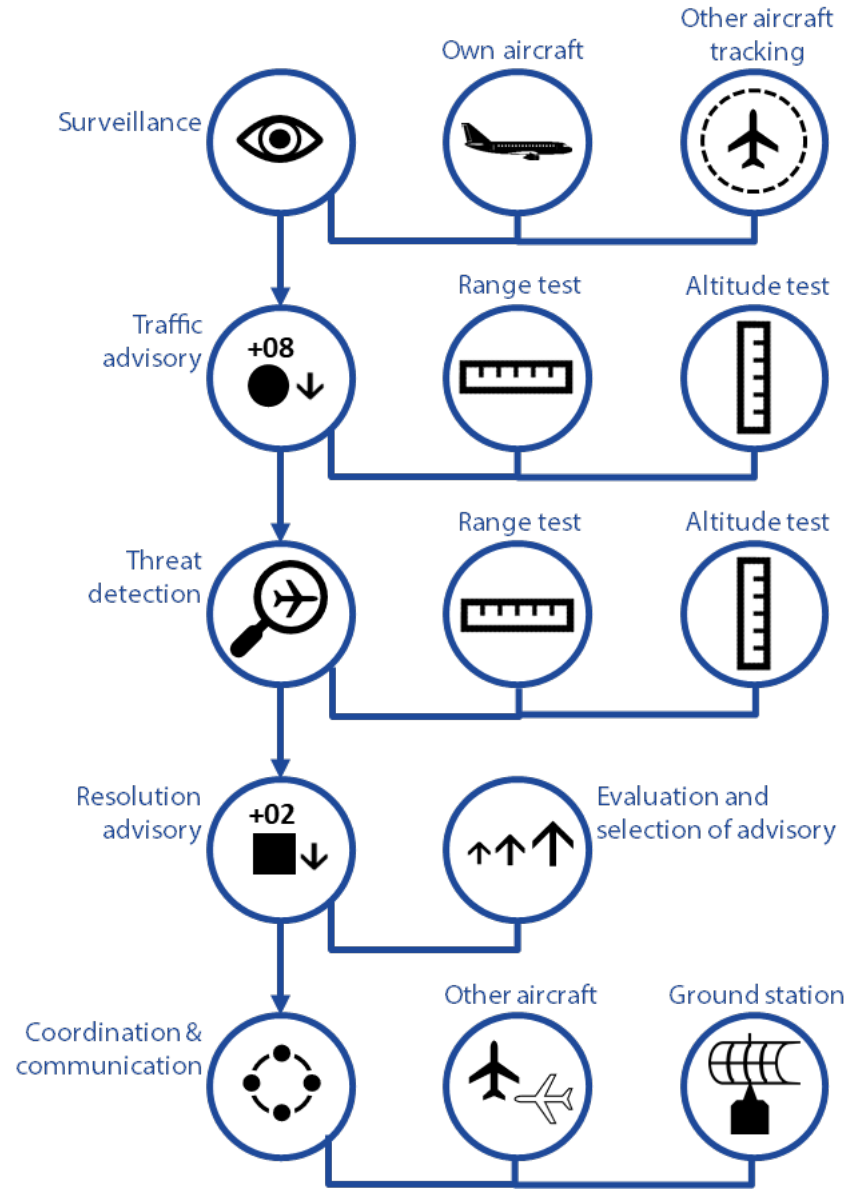 Own aircraft
Other aircraft
tracking
Surveillance
Range test
Altitude test
Traffic
advisory
+08
Range test
Altitude test
Threat
detection
Resolution
advisory
+02
Evaluation and
selection of advisory
Other aircraft
Ground station
Coordination &
communication